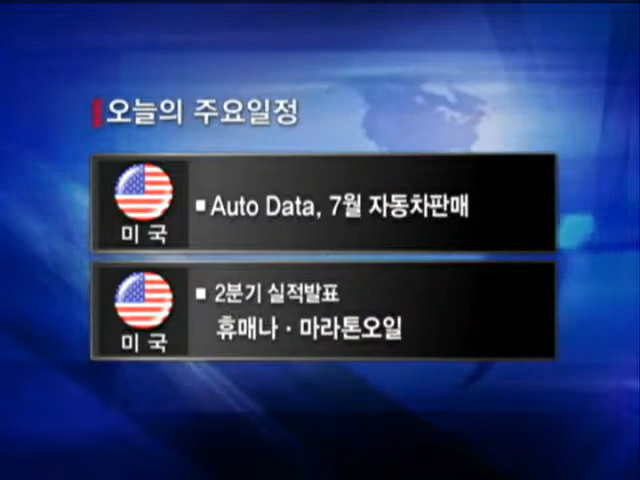 오늘의 주요일정
미 국
■ Auto Data, 7월 자동차판매
미 국
■ 2분기 실적발표
휴매나 · 마라톤오일